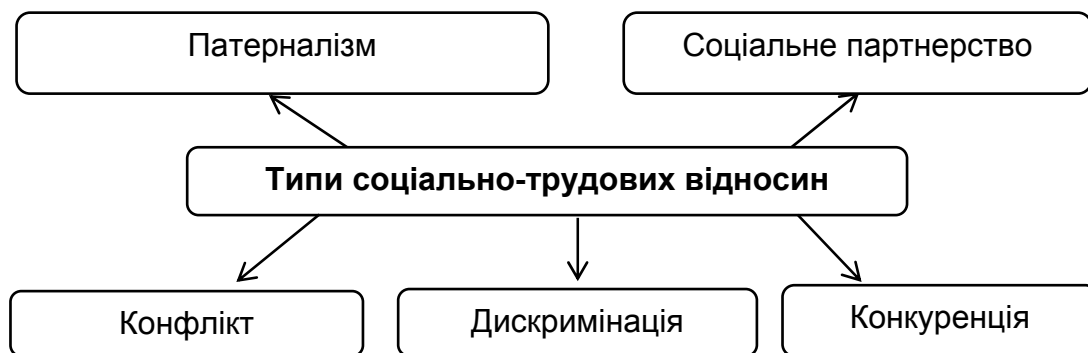 Патерналізм
Соціальне партнерство
Типи соціально-трудових відносин
Конфлікт
Дискримінація
Конкуренція